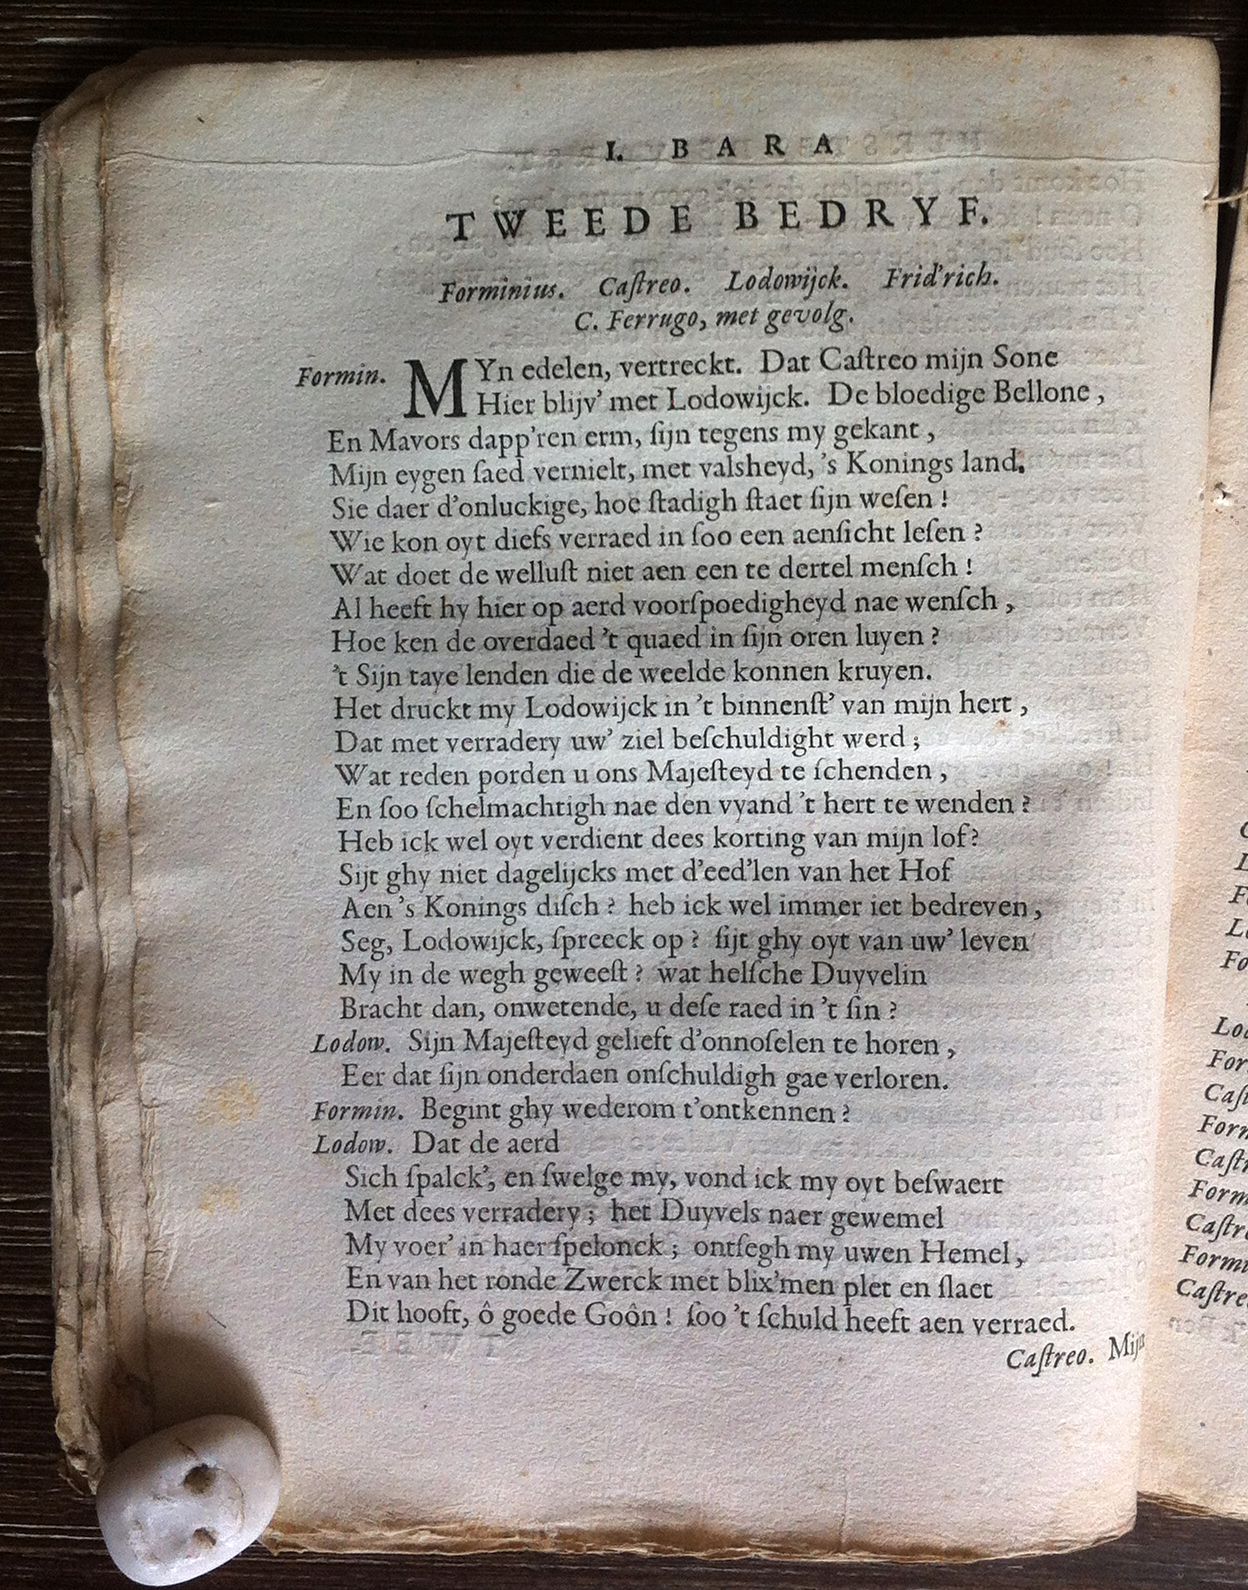 I. BARA
TWEEDE BEDRYF.
Forminius. Caſtreo. Lodowijck. Frid'rich.
C. Ferrugo, met gevolg.
Formin. MYn edelen, vertreckt. Dat Caſtreo mijn Sone
Hier blijv' met Lodowijck. De bloedige Bellone,
En Mavors dapp'ren erm, ſijn tegens my gekant,
Mijn eygen ſaed vernielt, met valsheyd, 's Konings land.
Sie daer d'onluckige, hoe ſtadigh ſtaet ſijn weſen!
Wie kon oyt diefs verraed in ſoo een aenſicht leſen?
Wat doet de welluſt niet aen een te dertel menſch!
Al heeft hy hier op aerd voorſpoedigheyd nae wenſch,
Hoe ken de overdaed 't quaed in ſijn oren luyen?
't Sijn taye lenden die de weelde konnen kruyen.
Het druckt my Lodowijck in 't binnenſt' van mijn hert,
Dat met verradery uw' ziel beſchuldight werd;
Wat reden porden u ons Majeſteyd te ſchenden,
En ſoo ſchelmachtigh nae den vyand 't hert te wenden?
Heb ick wel oyt verdient dees korting van mijn lof?
Sijt ghy niet dagelijcks met d'eed'len van het Hof
Aen 's Konings diſch? heb ick wel immer iet bedreven,
Seg, Lodowijck, ſpreeck op? ſijt ghy oyt van uw' leven
My in de wegh geweeſt? wat helſche Duyvelin
Bracht dan, onwetende, u deſe raed in 't ſin?
Lodow. Sijn Majeſteyd gelieft d'onnoſelen te horen,
Eer dat ſijn onderdaen onſchuldigh gae verloren.
Formin. Begint ghy wederom t'ontkennen?
Lodow. Dat de aerd
Sich ſpalck', en ſwelge my, vond ick my oyt beſwaert
Met dees verradery; het Duyvels naer gewemel
My voer' in haer ſpelonck; ontſegh my uwen Hemel,
En van het ronde Zwerck met blix'men plet en ſlaet
Dit hooft, ô goede Goôn! ſoo 't ſchuld heeft aen verraed.
Caſtreo. Mijn